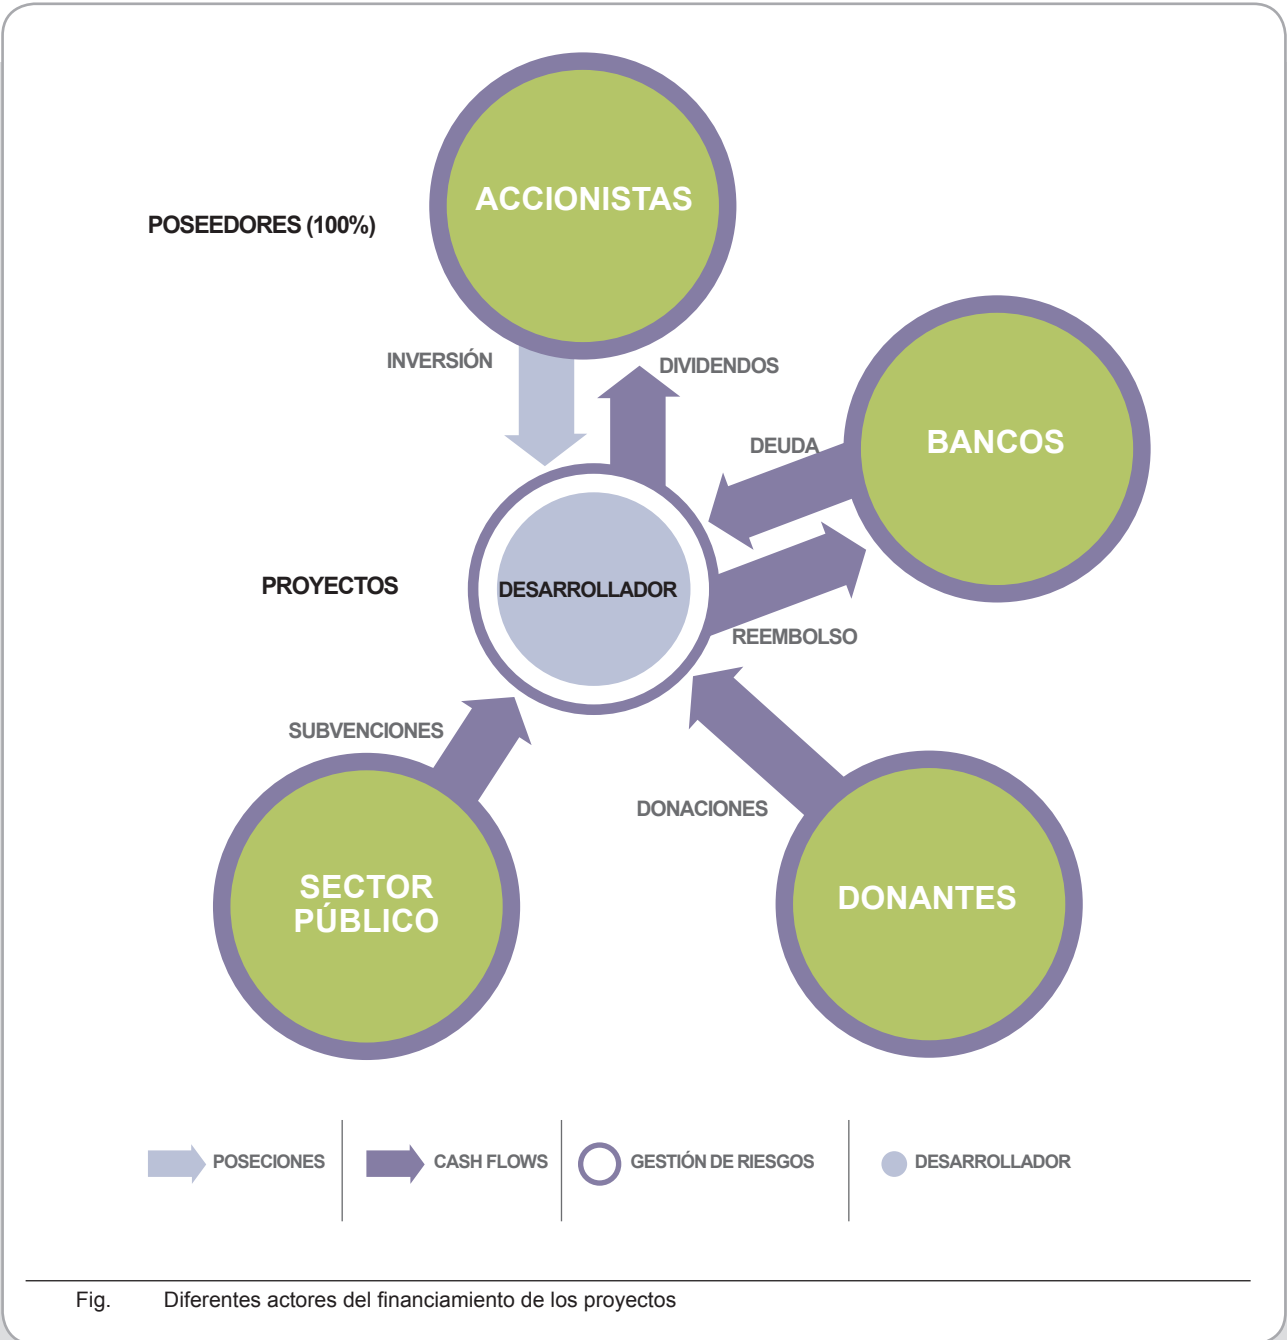 ACCIONISTAS
POSEEDORES (100%)
INVERSIÓN
DIVIDENDOS
BANCOS
DEUDA
PROYECTOS
DESARROLLADOR
REEMBOLSO
SUBVENCIONES
DONACIONES
SECTOR
PÚBLICO
DONANTES
POSECIONES
CASH FLOWS
GESTIÓN DE RIESGOS
DESARROLLADOR
Fig. Diferentes actores del financiamiento de los proyectos